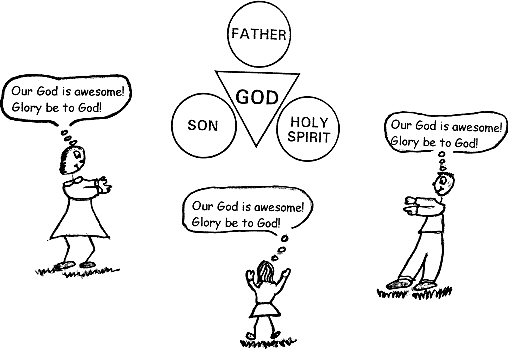 FATHER
GOD
SON
HOLY
SPIRIT
Our God is awesome!
Glory be to God!
Our God is awesome!
Glory be to God!
Our God is awesome!
Glory be to God!